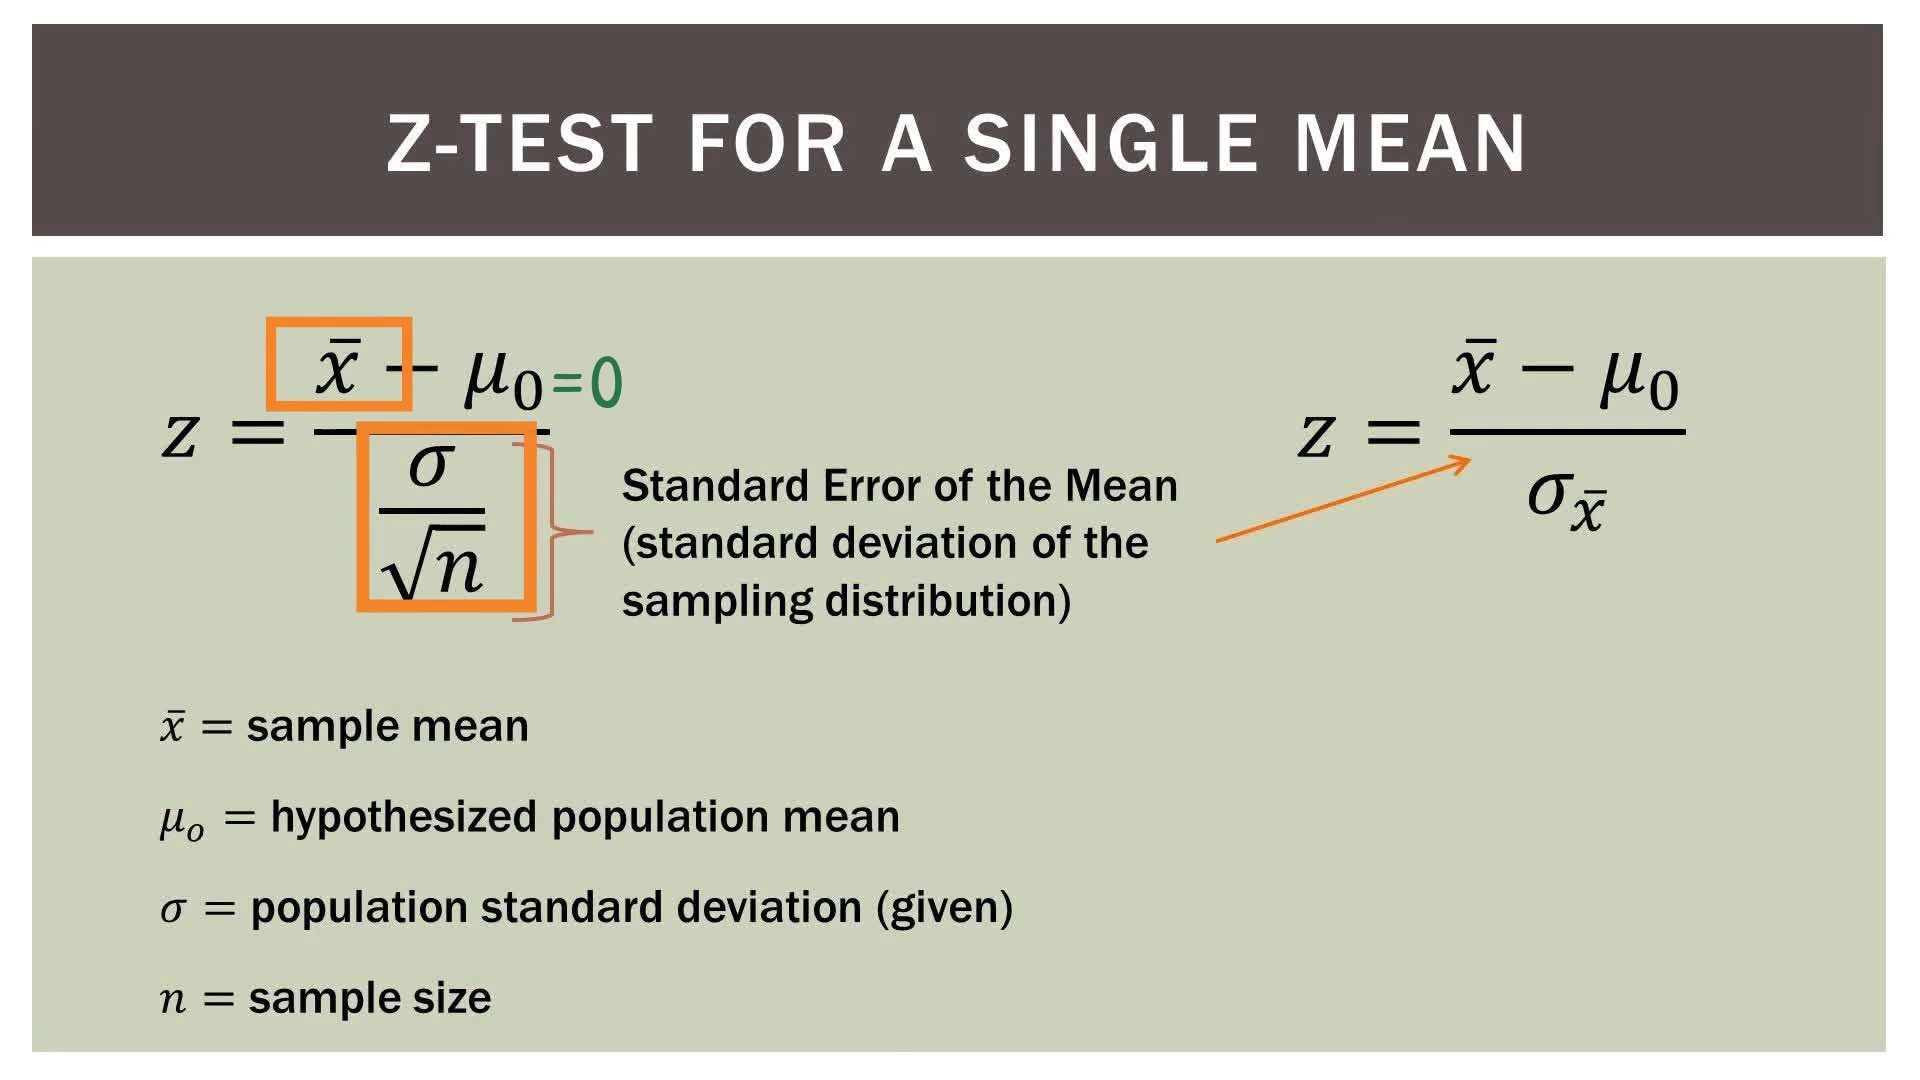 Z-TEST FOR A SINGLE MEAN
z = (x̄ − μ₀) / (σ / √n)
=0
z = (x̄ − μ₀) / σ_x̄
Standard Error of the Mean
(standard deviation of the
sampling distribution)
x̄ = sample mean
μₒ = hypothesized population mean
σ = population standard deviation (given)
n = sample size